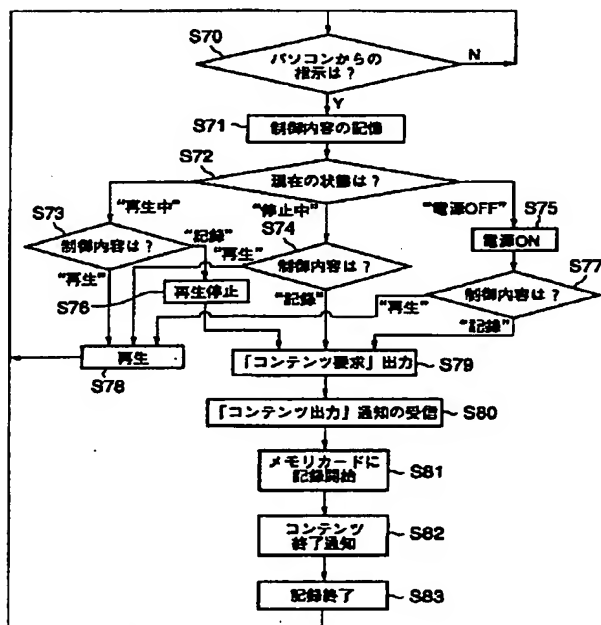 S70
パソコンからの
指示は？
N
Y
S71
制御内容の記憶
S72
現在の状態は？
“再生中”
“停止中”
“電源OFF”
S73
制御内容は？
“記録”
“再生”
S74
“再生”
制御内容は？
“記録”
S75
電源ON
S77
制御内容は？
“再生”
“記録”
S76
再生停止
再生
S78
「コンテンツ要求」出力
S79
「コンテンツ出力」通知の受信
S80
メモリカードに
記録開始
S81
コンテンツ
終了通知
S82
記録終了
S83